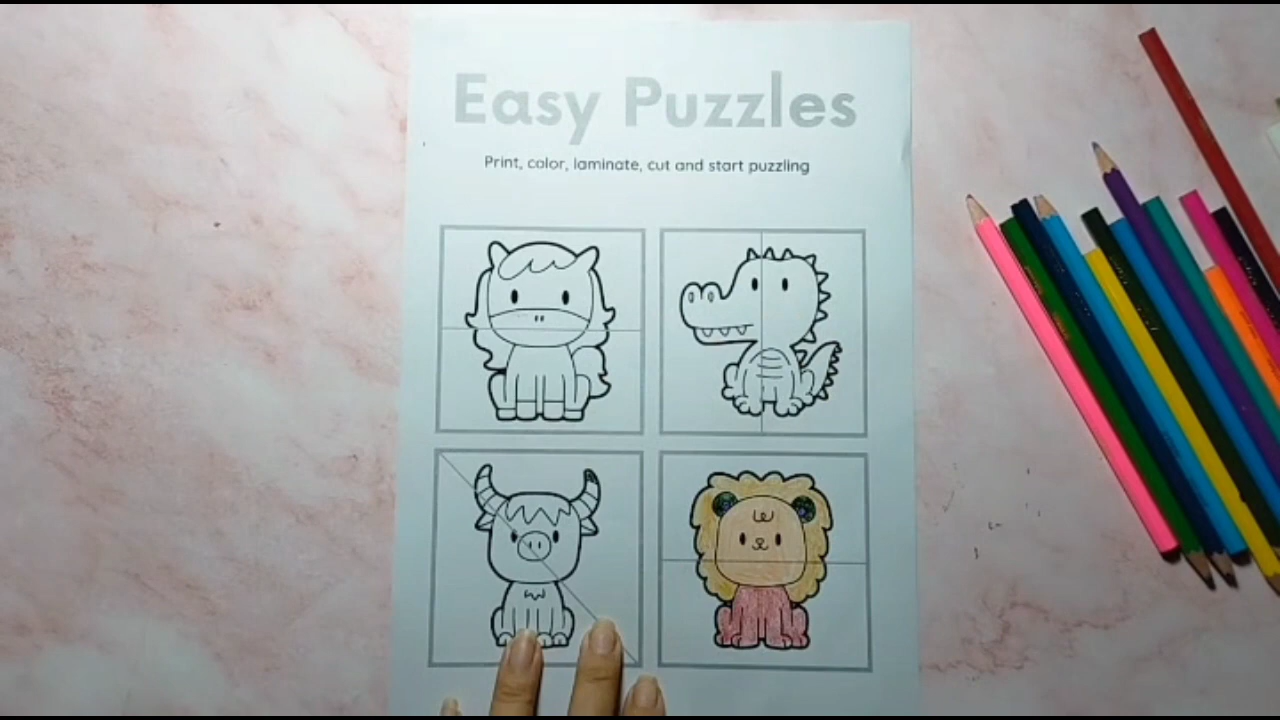 Easy Puzzles
Print, color, laminate, cut and start puzzling